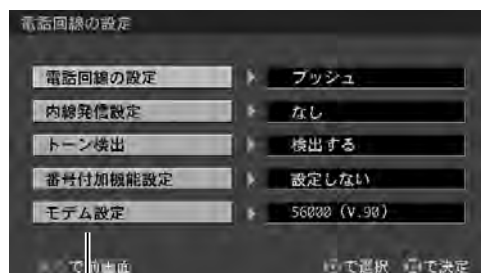 電話回線の設定
電話回線の設定 プッシュ
内線発信設定 なし
トーン検出 検出する
番号付加機能設定 設定しない
モデム設定 56000 (V.90)
で前画面 で選択 で決定